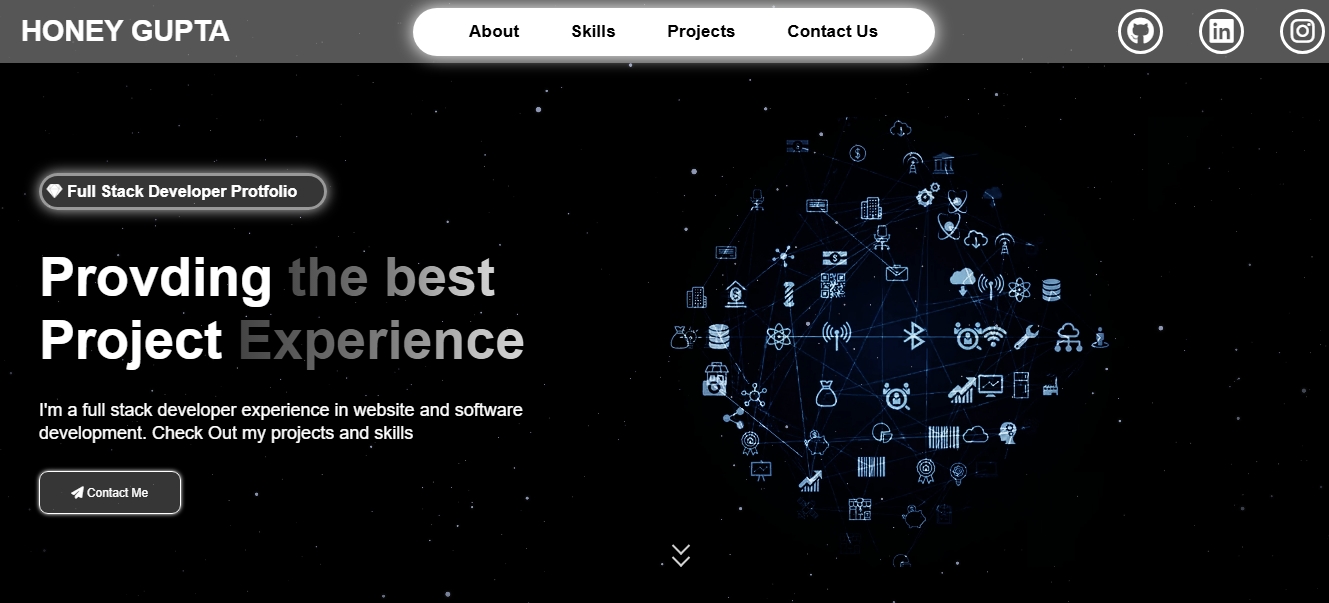 HONEY GUPTA
About Skills Projects Contact Us
Full Stack Developer Protfolio
Provding the best
Project Experience
I'm a full stack developer experience in website and software
development. Check Out my projects and skills
Contact Me